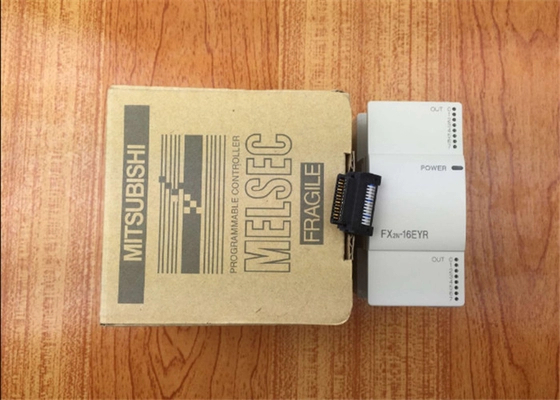 MITSUBISHI
PROGRAMMABLE CONTROLLER
MELSEC
FRAGILE
OUT
POWER
FX2N-16EYR
OUT